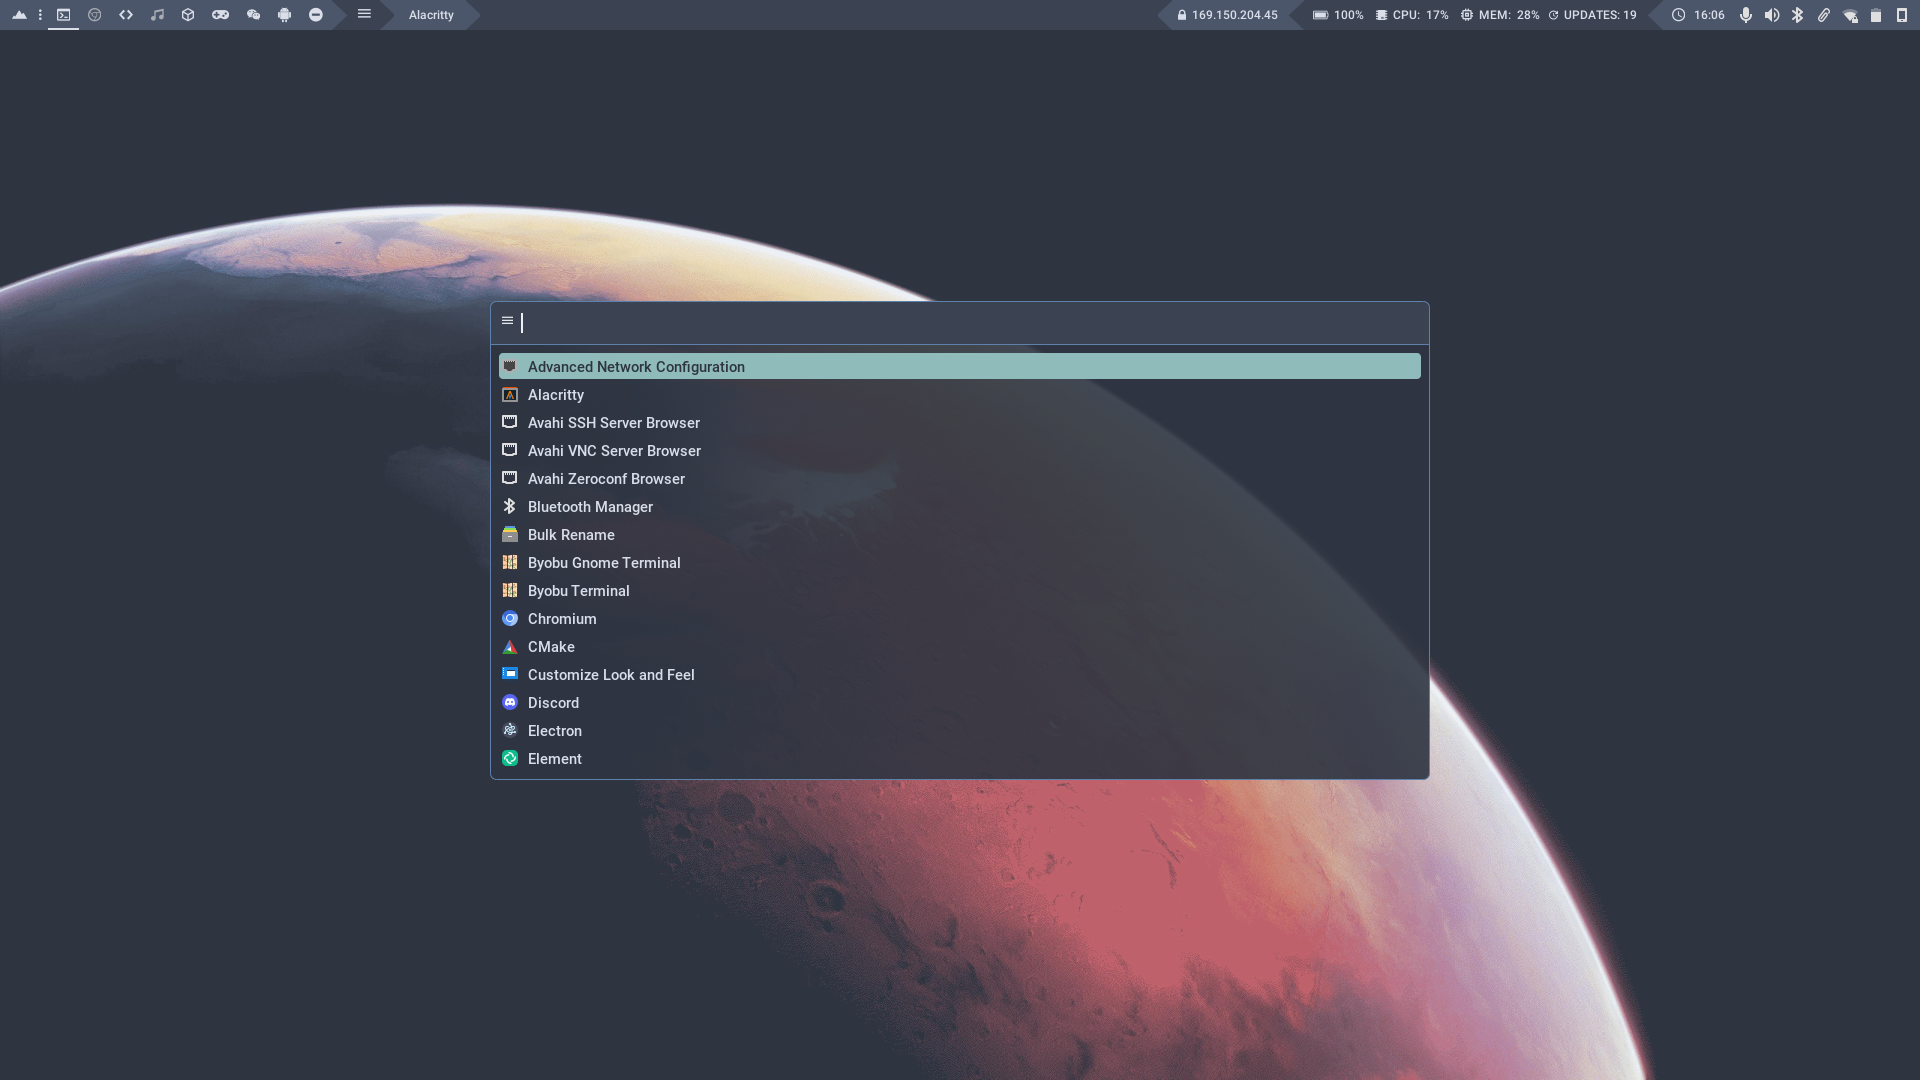 Alacritty
169.150.204.45
100% CPU: 17% MEM: 28% UPDATES: 19
16:06
Advanced Network Configuration
Alacritty
Avahi SSH Server Browser
Avahi VNC Server Browser
Avahi Zeroconf Browser
Bluetooth Manager
Bulk Rename
Byobu Gnome Terminal
Byobu Terminal
Chromium
CMake
Customize Look and Feel
Discord
Electron
Element